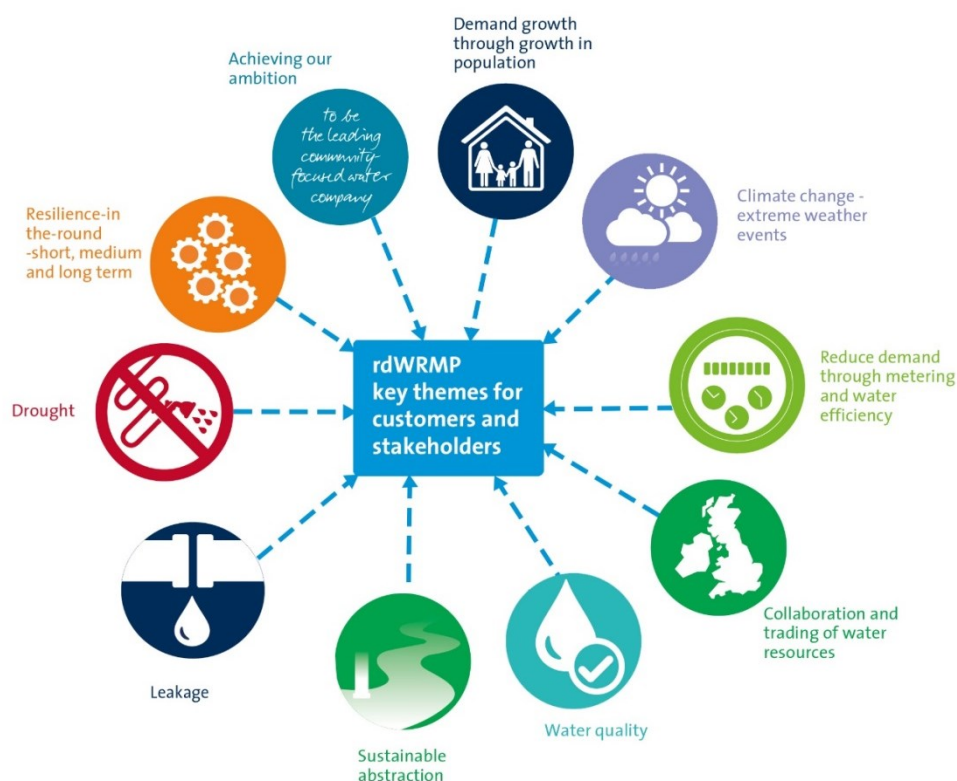 Demand growth
through growth in
population
Achieving our
ambition
to be
the leading
community-
focused water
company
Climate change -
extreme weather
events
Resilience-in
the-round
-short, medium
and long term
rdWRMP
key themes for
customers and
stakeholders
Reduce demand
through metering
and water
efficiency
Drought
Collaboration and
trading of water
resources
Leakage
Water quality
Sustainable
abstraction